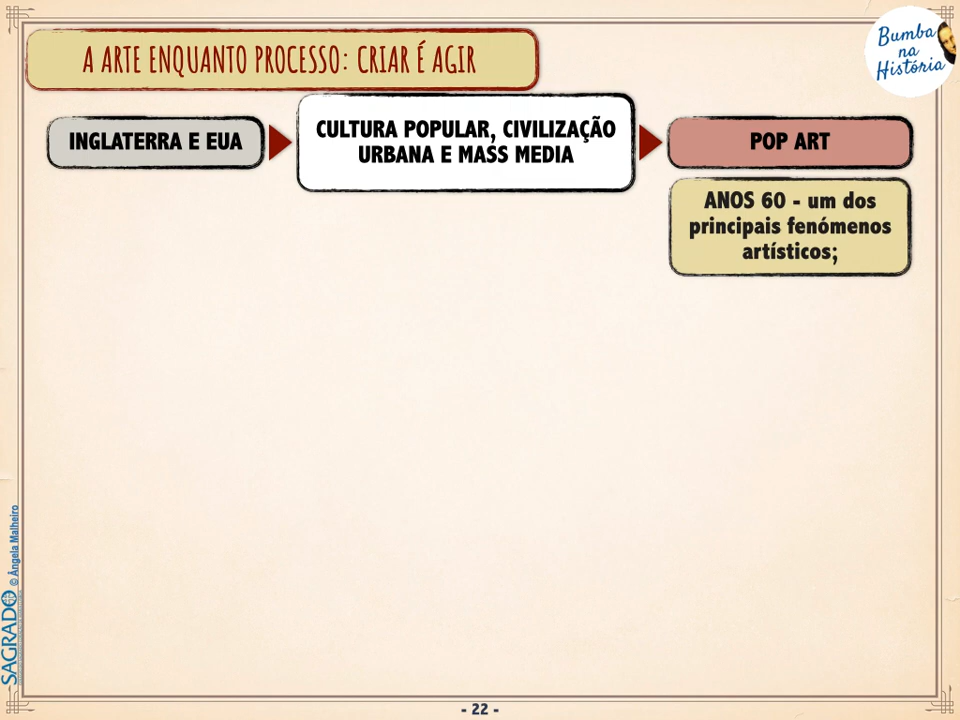 A ARTE ENQUANTO PROCESSO: CRIAR É AGIR
Bumba
na
História
INGLATERRA E EUA
CULTURA POPULAR, CIVILIZAÇÃO
URBANA E MASS MEDIA
POP ART
ANOS 60 - um dos
principais fenómenos
artísticos;
SAGRADO
© Ângela Malheiro
- 22 -